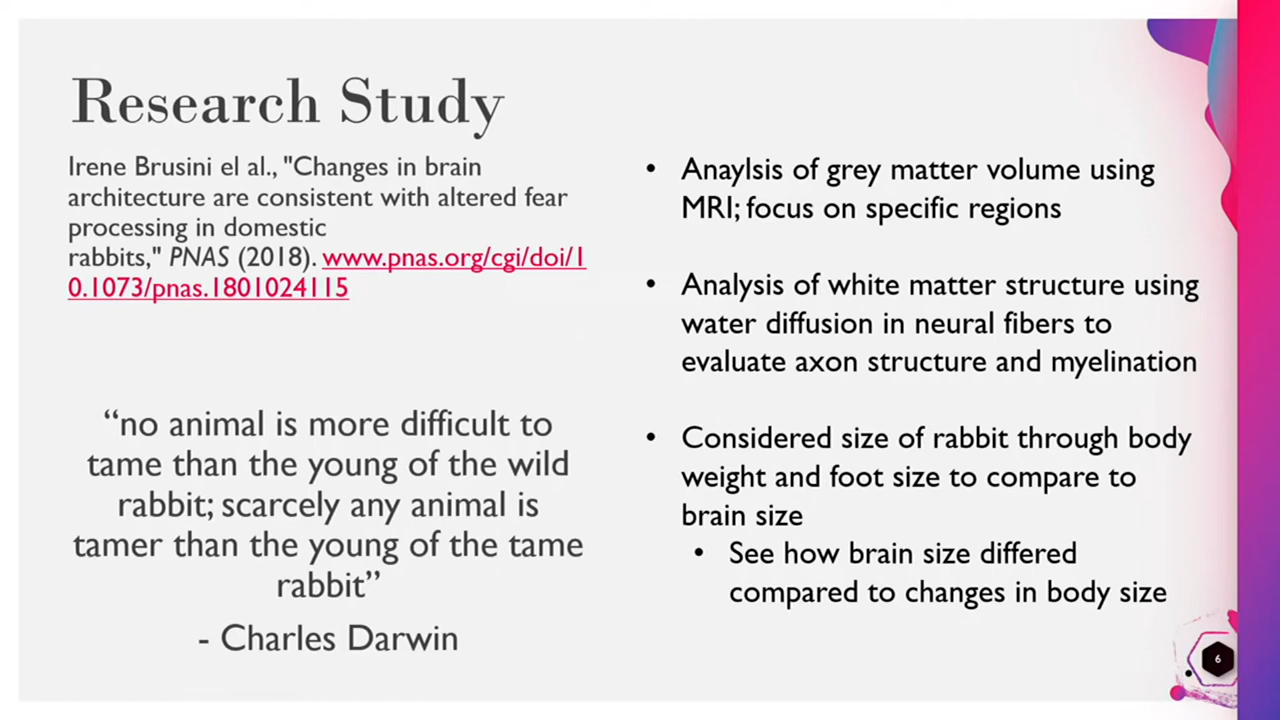 Research Study
Irene Brusini el al., "Changes in brain
architecture are consistent with altered fear
processing in domestic
rabbits," PNAS (2018). www.pnas.org/cgi/doi/1
0.1073/pnas.1801024115
“no animal is more difficult to
tame than the young of the wild
rabbit; scarcely any animal is
tamer than the young of the tame
rabbit”
- Charles Darwin
• Anaylsis of grey matter volume using
MRI; focus on specific regions
• Analysis of white matter structure using
water diffusion in neural fibers to
evaluate axon structure and myelination
• Considered size of rabbit through body
weight and foot size to compare to
brain size
• See how brain size differed
compared to changes in body size
6